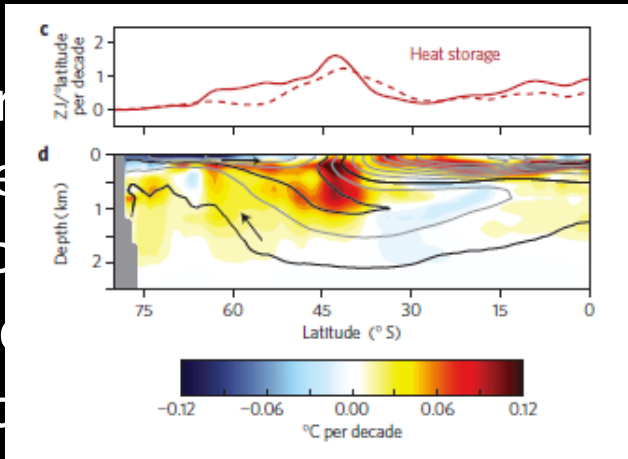 c
2
1
0
ZJ/°latitude
per decade
Heat storage
d
0
1
2
Depth (km)
75 60 45 30 15 0
Latitude (° S)
−0.12 −0.06 0.00 0.06 0.12
°C per decade